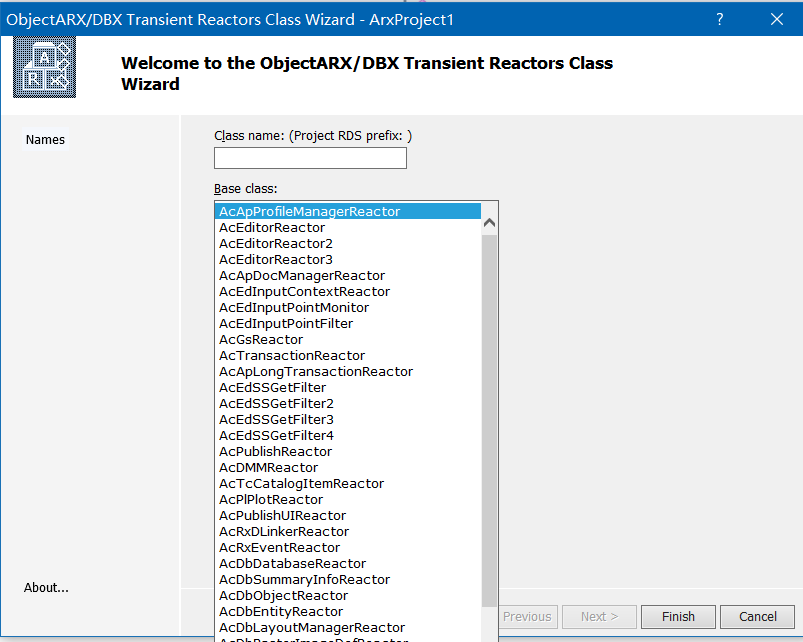 ObjectARX/DBX Transient Reactors Class Wizard - ArxProject1
?
Welcome to the ObjectARX/DBX Transient Reactors Class
Wizard
Names
Class name: (Project RDS prefix: )
Base class:
AcApProfileManagerReactor
AcEditorReactor
AcEditorReactor2
AcEditorReactor3
AcApDocManagerReactor
AcEdInputContextReactor
AcEdInputPointMonitor
AcEdInputPointFilter
AcGsReactor
AcTransactionReactor
AcApLongTransactionReactor
AcEdSSGetFilter
AcEdSSGetFilter2
AcEdSSGetFilter3
AcEdSSGetFilter4
AcPublishReactor
AcDMMReactor
AcTcCatalogItemReactor
AcPlPlotReactor
AcPublishUIReactor
AcRxDLinkerReactor
AcRxEventReactor
AcDbDatabaseReactor
AcDbSummaryInfoReactor
AcDbObjectReactor
AcDbEntityReactor
AcDbLayoutManagerReactor
AcDbRasterImageDefReactor
About...
Previous
Next >
Finish
Cancel